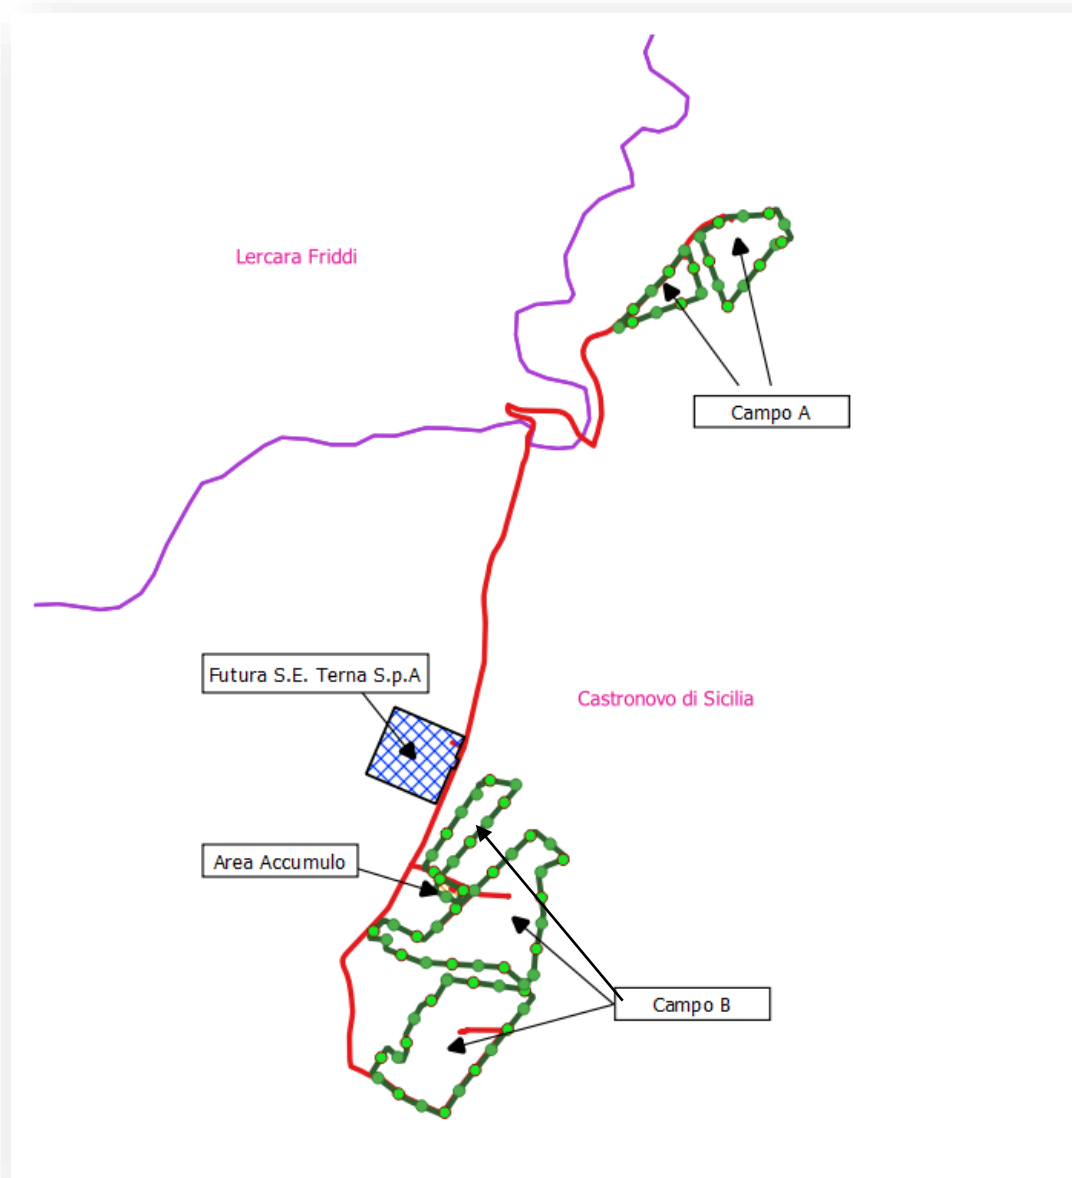 Lercara Friddi
Campo A
Futura S.E. Terna S.p.A
Castronovo di Sicilia
Area Accumulo
Campo B